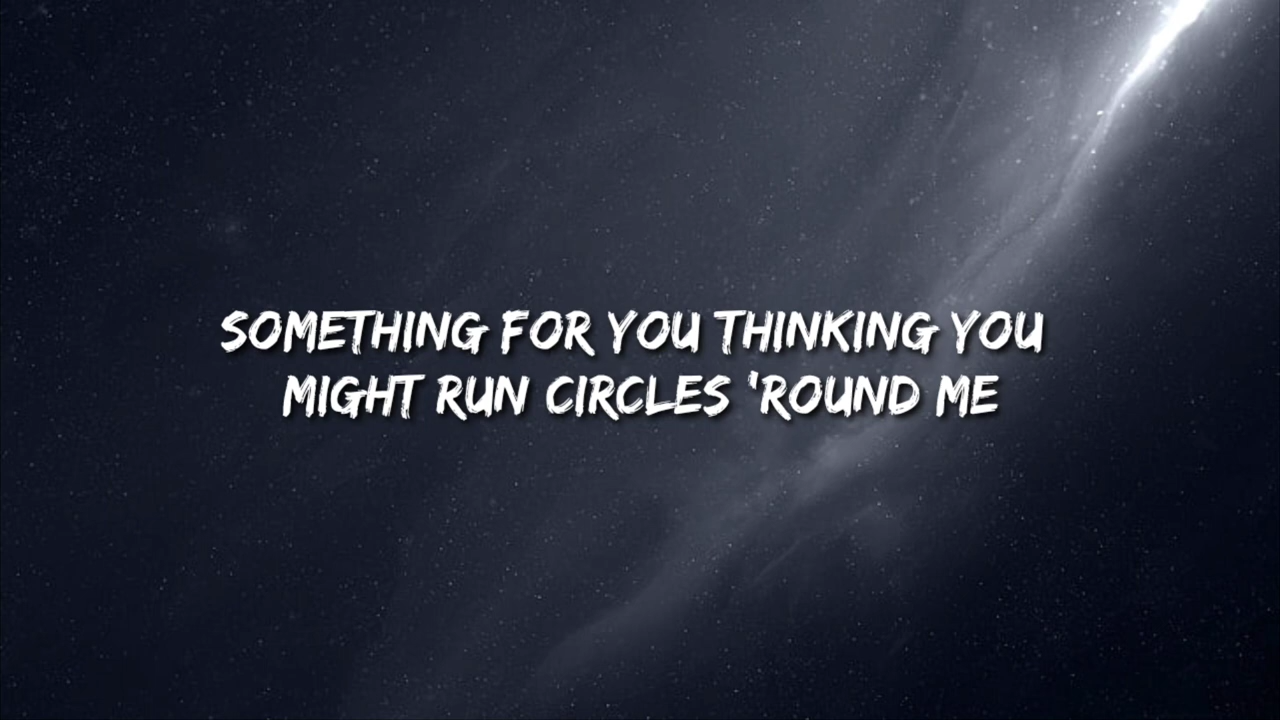 SOMETHING FOR YOU THINKING YOU
MIGHT RUN CIRCLES 'ROUND ME